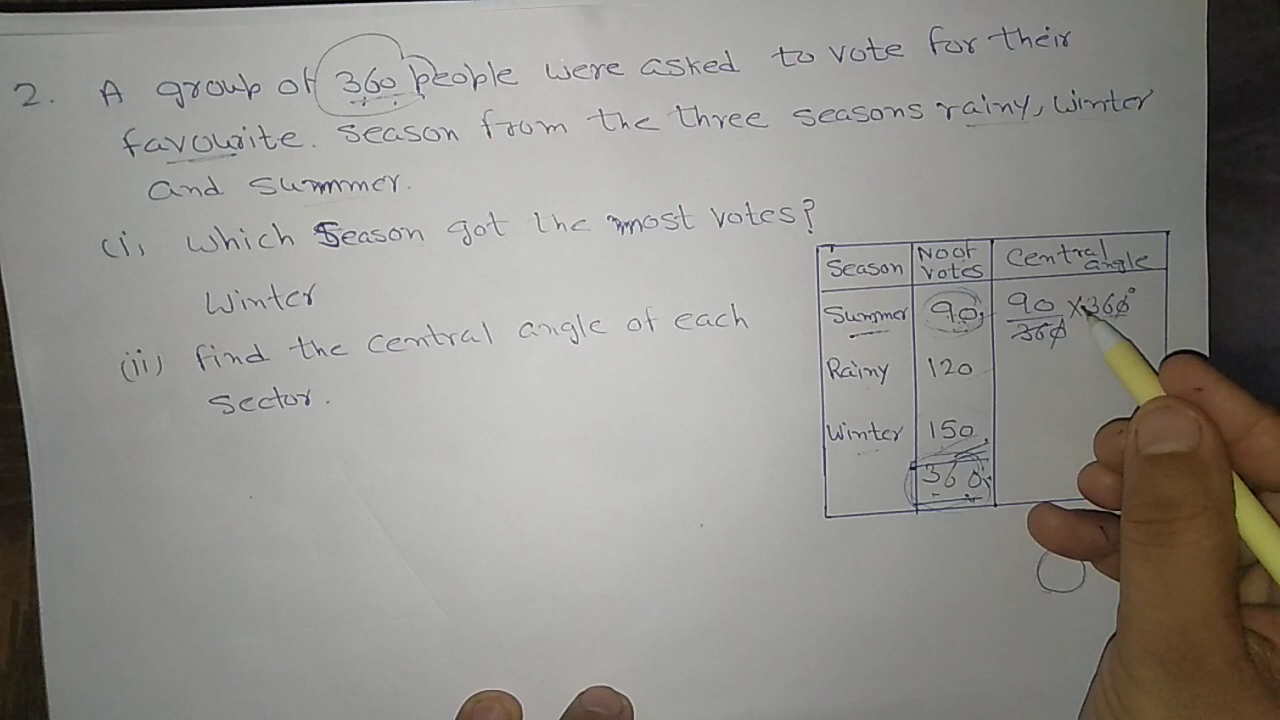 2. A group of 360 people were asked to vote for their
favourite. season from the three seasons rainy, Winter
and summer.
(i) Which Season got the most votes?
Winter
(ii) find the central angle of each
sector.
Season No of votes Central angle
Summer 90 90/360 x 360°
Rainy 120
Winter 150
360